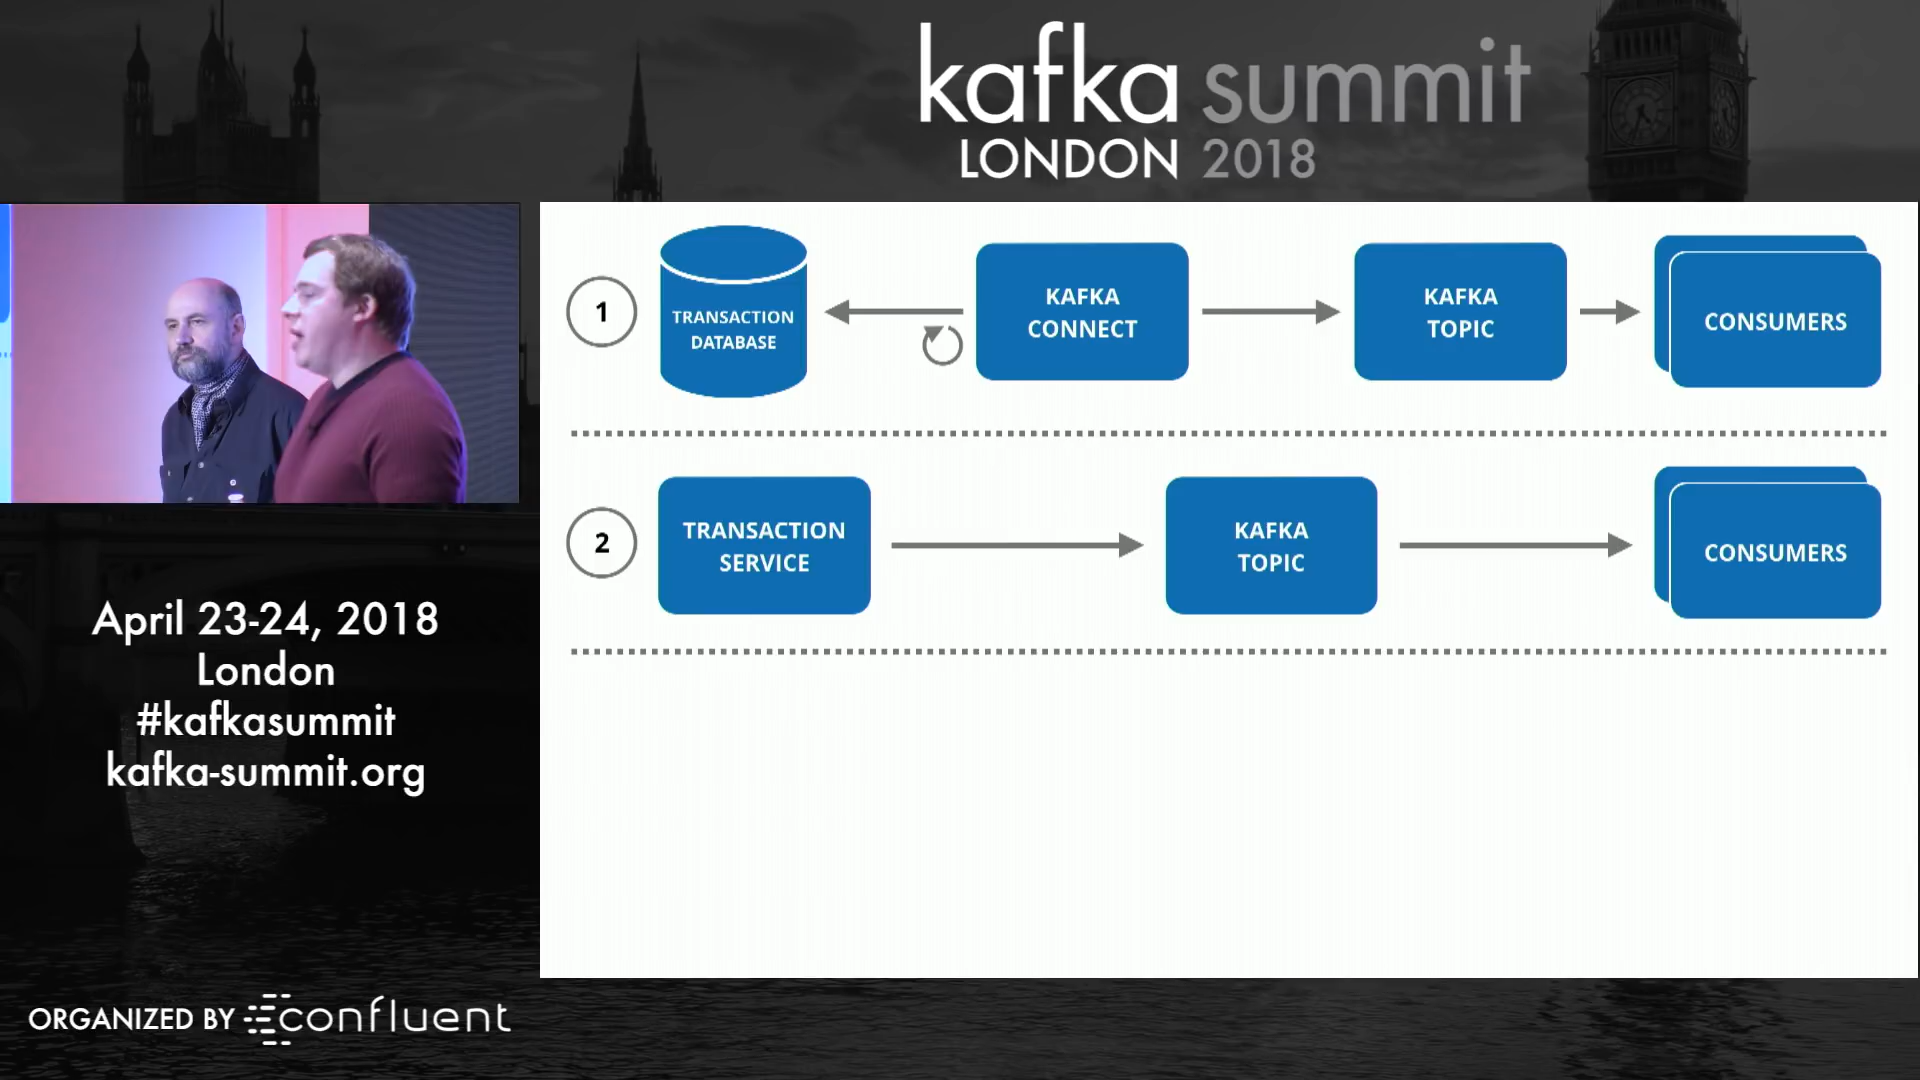 kafka summit
LONDON 2018
1
TRANSACTION
DATABASE
KAFKA
CONNECT
KAFKA
TOPIC
CONSUMERS
2
TRANSACTION
SERVICE
KAFKA
TOPIC
CONSUMERS
April 23-24, 2018
London
#kafkasummit
kafka-summit.org
ORGANIZED BY confluent